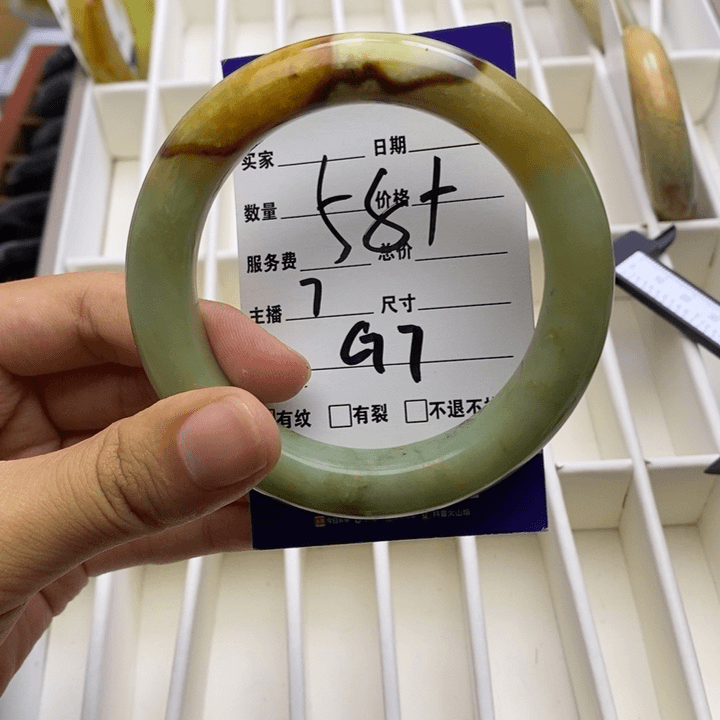 买家 日期
数量 价格
58+
服务费 总价
主播 7 尺寸
G7
有纹 □有裂 □不退不